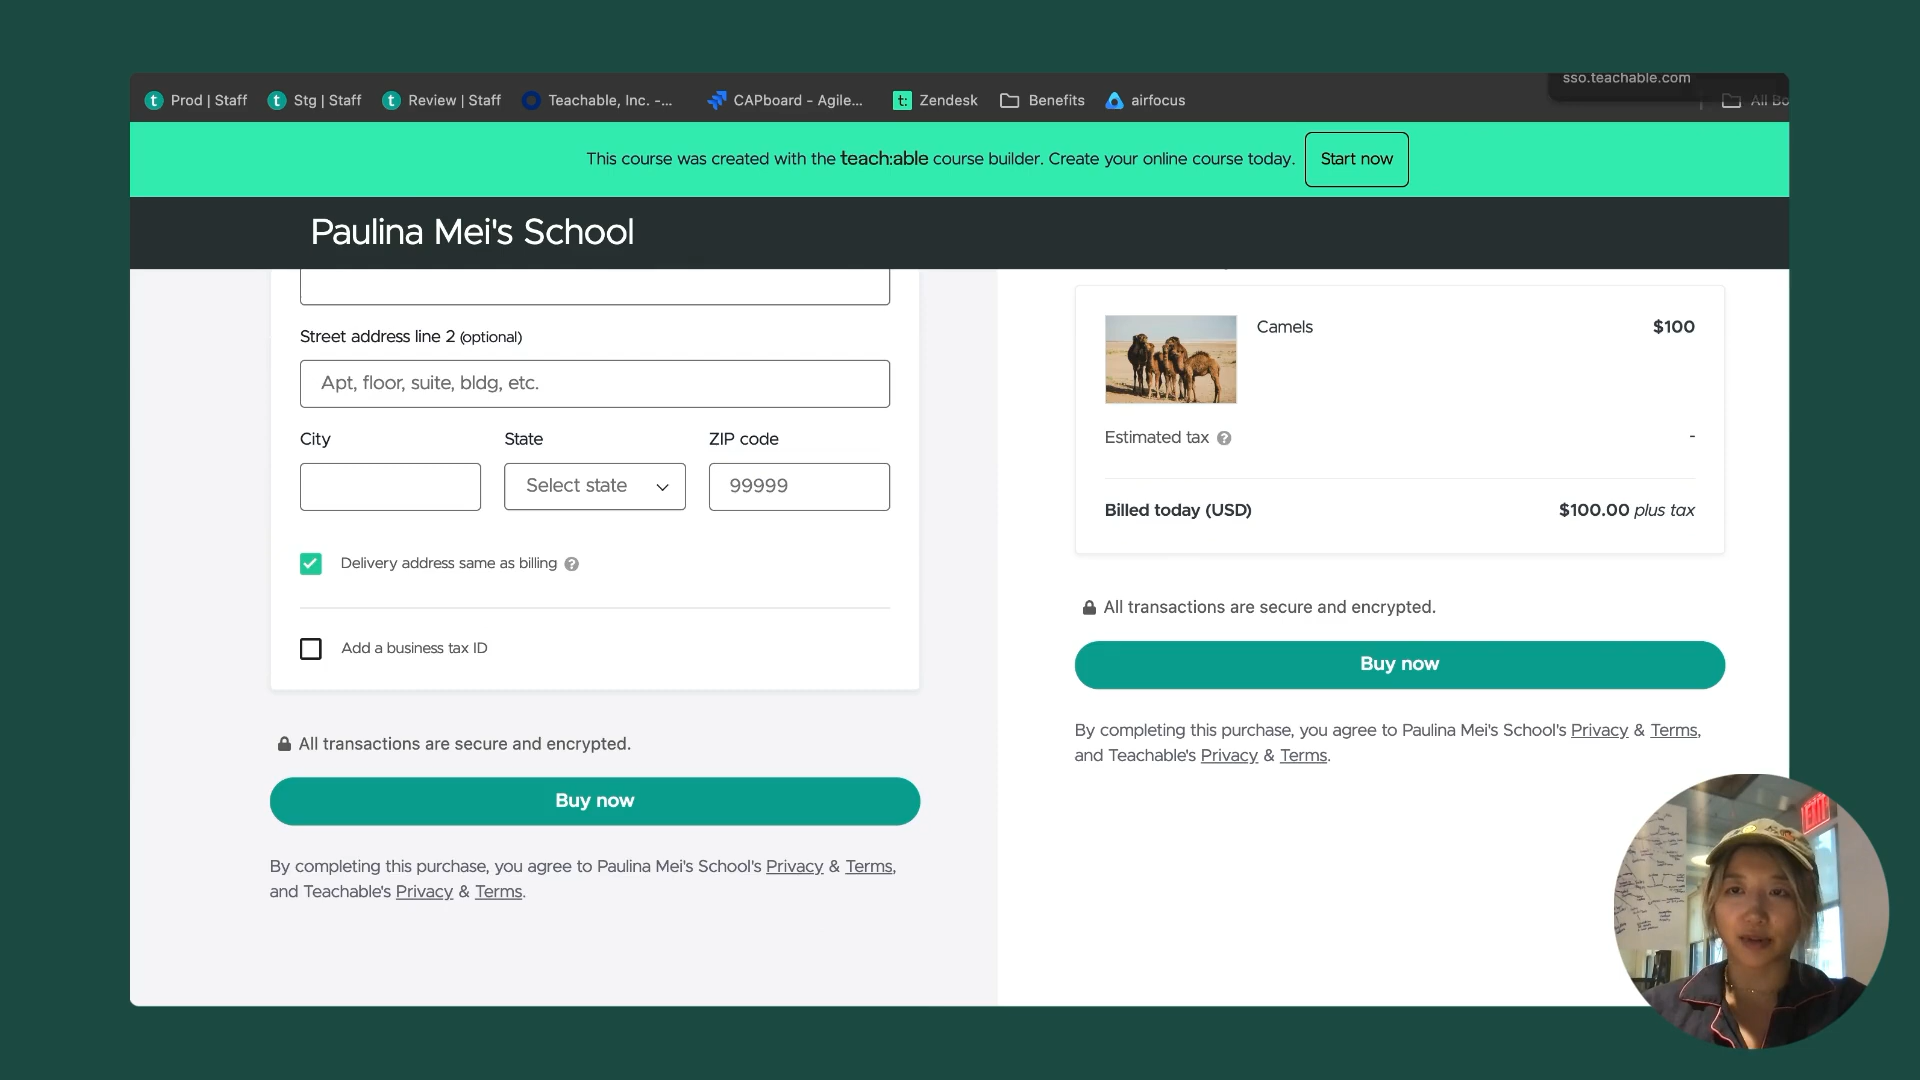 sso.teachable.com
Prod | Staff
Stg | Staff
Review | Staff
Teachable, Inc. -...
CAPboard - Agile...
t: Zendesk
Benefits
airfocus
All Bo
This course was created with the teach:able course builder. Create your online course today.
Start now
Paulina Mei's School
Street address line 2 (optional)
Apt, floor, suite, bldg, etc.
City
State
ZIP code
Select state
99999
Delivery address same as billing
Add a business tax ID
All transactions are secure and encrypted.
Buy now
By completing this purchase, you agree to Paulina Mei's School's Privacy & Terms,
and Teachable's Privacy & Terms.
Camels
$100
Estimated tax
-
Billed today (USD)
$100.00 plus tax
All transactions are secure and encrypted.
Buy now
By completing this purchase, you agree to Paulina Mei's School's Privacy & Terms,
and Teachable's Privacy & Terms.
EXIT